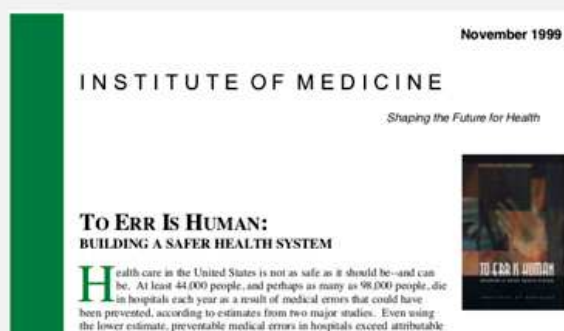 November 1999
INSTITUTE OF MEDICINE
Shaping the Future for Health
TO ERR IS HUMAN
TO ERR IS HUMAN:
BUILDING A SAFER HEALTH SYSTEM
Health care in the United States is not as safe as it should be--and can
be. At least 44,000 people, and perhaps as many as 98,000 people, die
in hospitals each year as a result of medical errors that could have
been prevented, according to estimates from two major studies. Even using
the lower estimate, preventable medical errors in hospitals exceed attributable